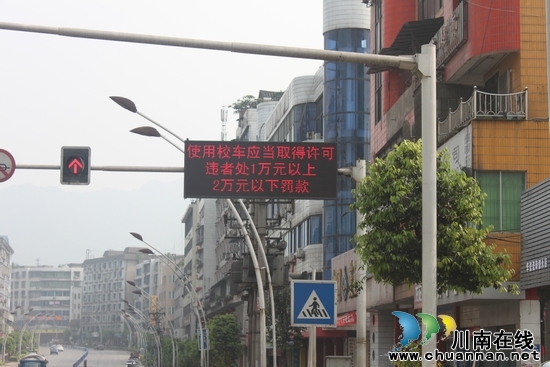 使用校车应当取得许可
违者处1万元以上
2万元以下罚款
川南在线
www.chuannan.net